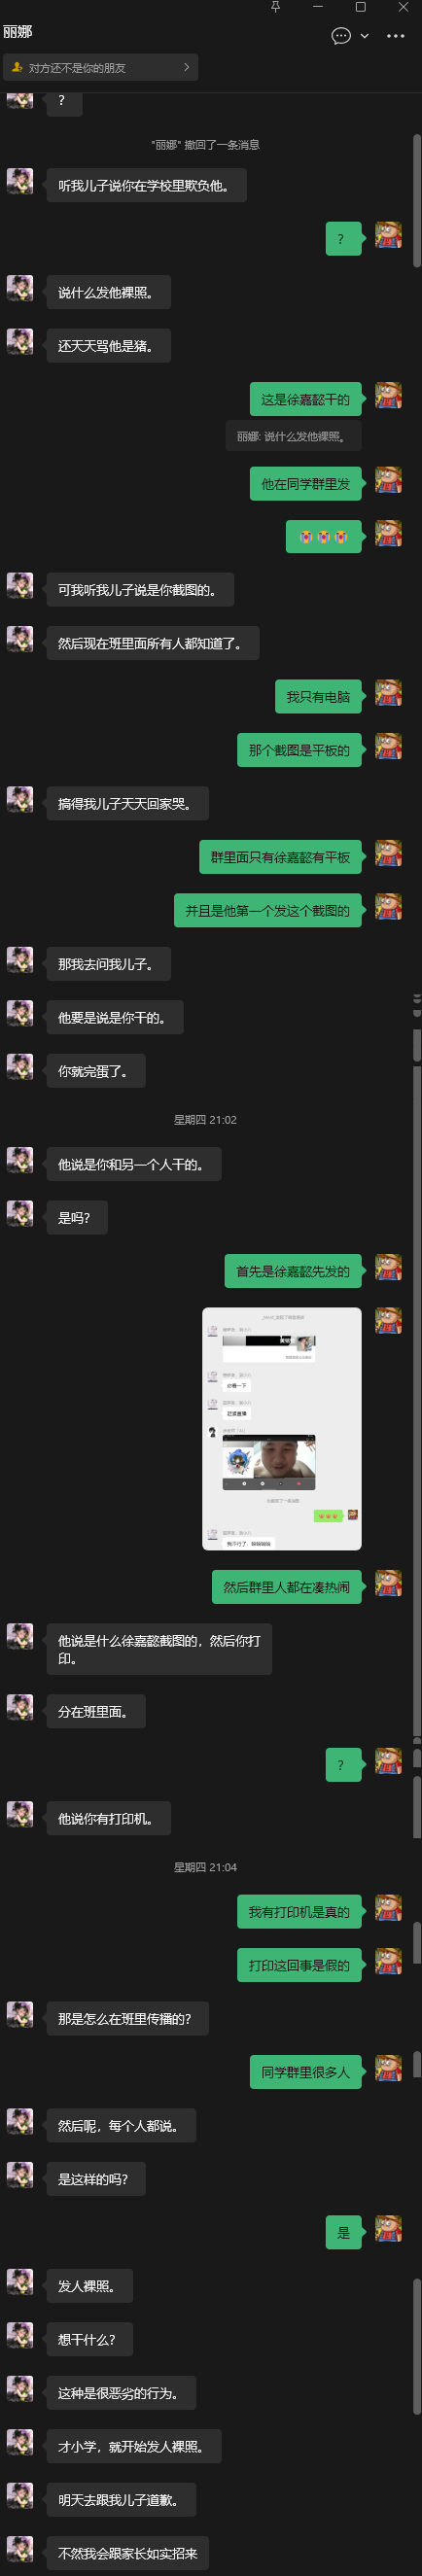 丽娜
对方还不是你的朋友
?
"丽娜" 撤回了一条消息
听我儿子说你在学校里欺负他。
?
说什么发他裸照。
还天天骂他是猪。
这是徐嘉懿干的
丽娜: 说什么发他裸照。
他在同学群里发
可我听我儿子说是你截图的。
然后现在班里面所有人都知道了。
我只有电脑
那个截图是平板的
搞得我儿子天天回家哭。
群里面只有徐嘉懿有平板
并且是他第一个发这个截图的
那我去问我儿子。
他要是说是你干的。
你就完蛋了。
星期四 21:02
他说是你和另一个人干的。
是吗?
首先是徐嘉懿先发的
然后群里人都在凑热闹
他说是什么徐嘉懿截图的，然后你打
印。
分在班里面。
?
他说你有打印机。
星期四 21:04
我有打印机是真的
打印这回事是假的
那是怎么在班里传播的?
同学群里很多人
然后呢，每个人都说。
是这样的吗?
是
发人裸照。
想干什么?
这种是很恶劣的行为。
才小学，就开始发人裸照。
明天去跟我儿子道歉。
不然我会跟家长如实招来